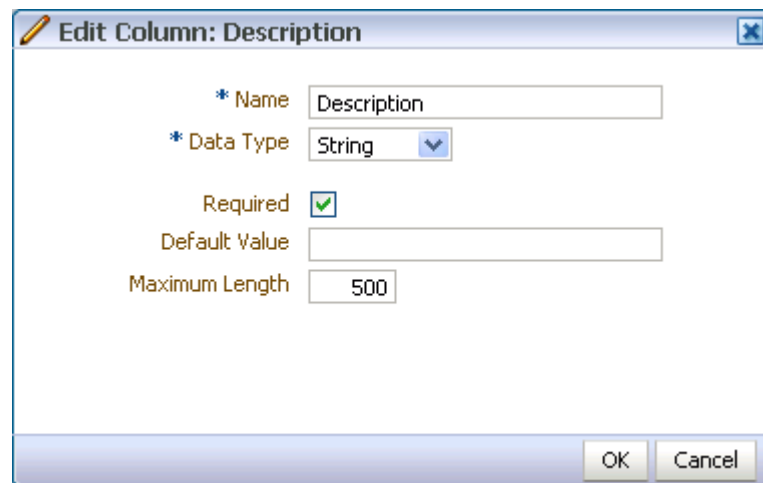 Edit Column: Description
* Name Description
* Data Type String
Required
Default Value
Maximum Length 500
OK Cancel